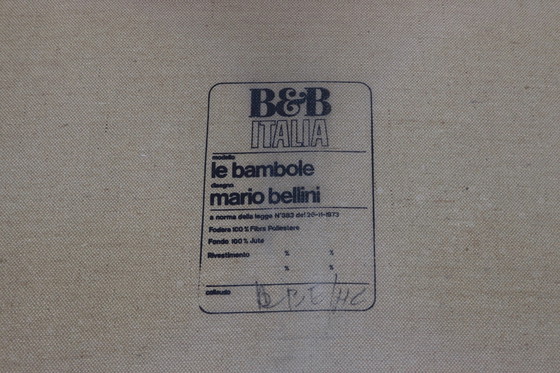 B&B
ITALIA
modello
le bambole
disegno
mario bellini
a norma della legge N°883 del 26-11-1973
Fodera 100% Fibra Poliestere
Fondo 100% Juta
Rivestimento % %
% %
collaudo